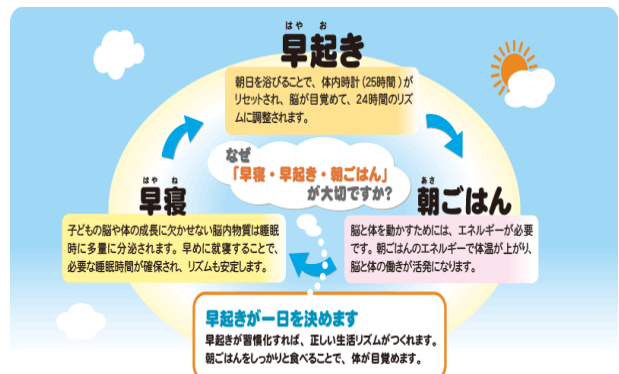 はや お
早起き
朝日を浴びることで、体内時計(25時間)が
リセットされ、脳が目覚めて、24時間のリズ
ムに調整されます。
なぜ
「早寝・早起き・朝ごはん」
が大切ですか?
はや ね
早寝
子どもの脳や体の成長に欠かせない脳内物質は睡眠
時に多量に分泌されます。早めに就寝することで、
必要な睡眠時間が確保され、リズムも安定します。
あさ
朝ごはん
脳と体を動かすためには、エネルギーが必要
です。朝ごはんのエネルギーで体温が上がり、
脳と体の働きが活発になります。
早起きが一日を決めます
早起きが習慣化すれば、正しい生活リズムがつくれます。
朝ごはんをしっかりと食べることで、体が目覚めます。